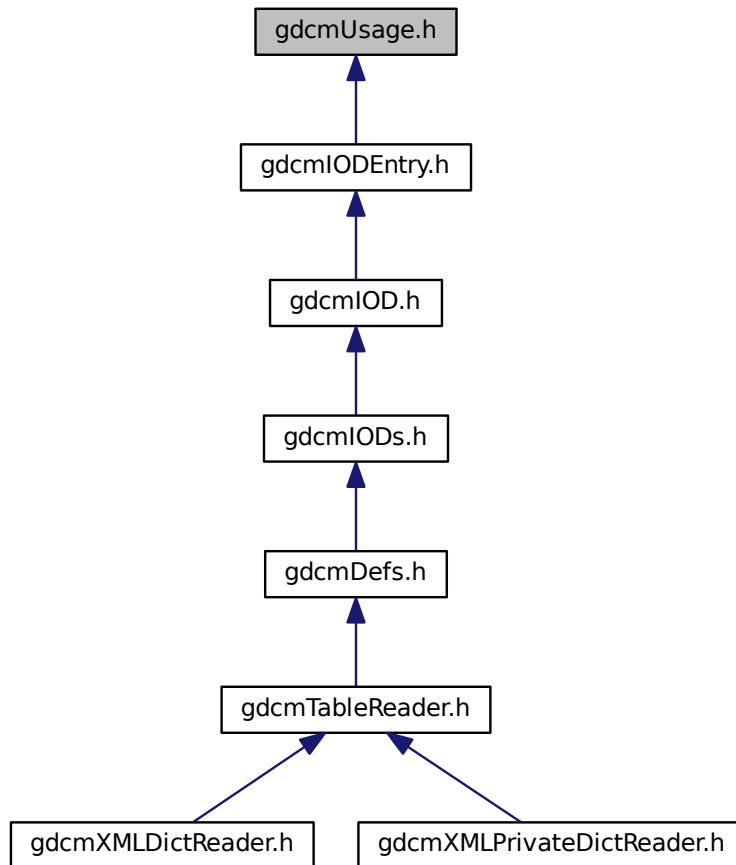 gdcmUsage.h
gdcmIODEntry.h
gdcmIOD.h
gdcmIODs.h
gdcmDefs.h
gdcmTableReader.h
gdcmXMLDictReader.h
gdcmXMLPrivateDictReader.h